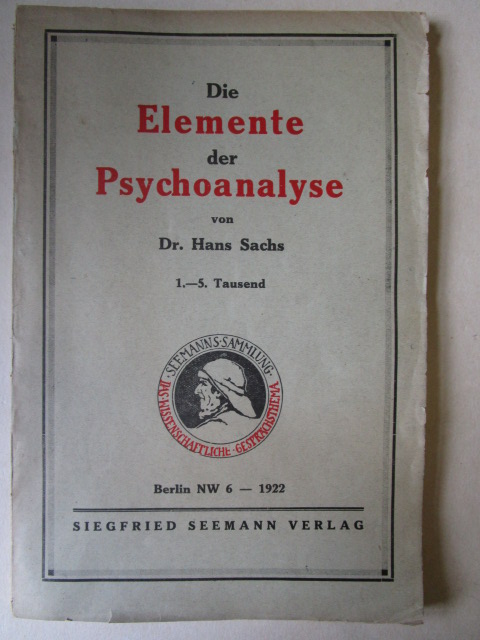 Die
Elemente
der
Psychoanalyse
von
Dr. Hans Sachs
1.—5. Tausend
·SEEMANNS·SAMMLUNG·
DAS·WISSENSCHAFTLICHE·GESPRÄCHSTHEMA
Berlin NW 6 — 1922
SIEGFRIED SEEMANN VERLAG